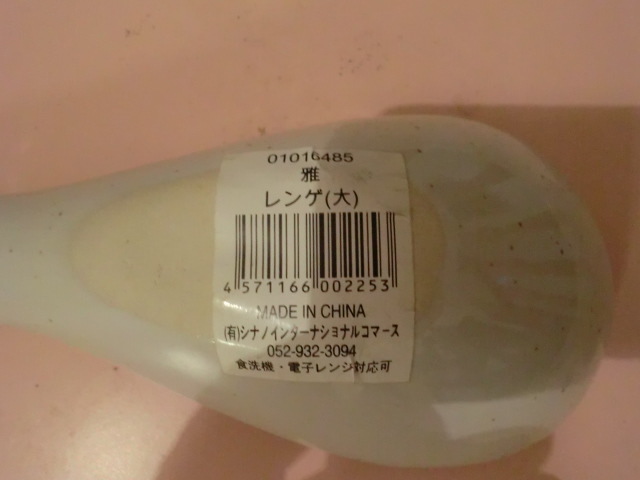 01016485
雅
レンゲ(大)
4 571166 002253
MADE IN CHINA
(有)シナノインターナショナルコマース
052-932-3094
食洗機・電子レンジ対応可